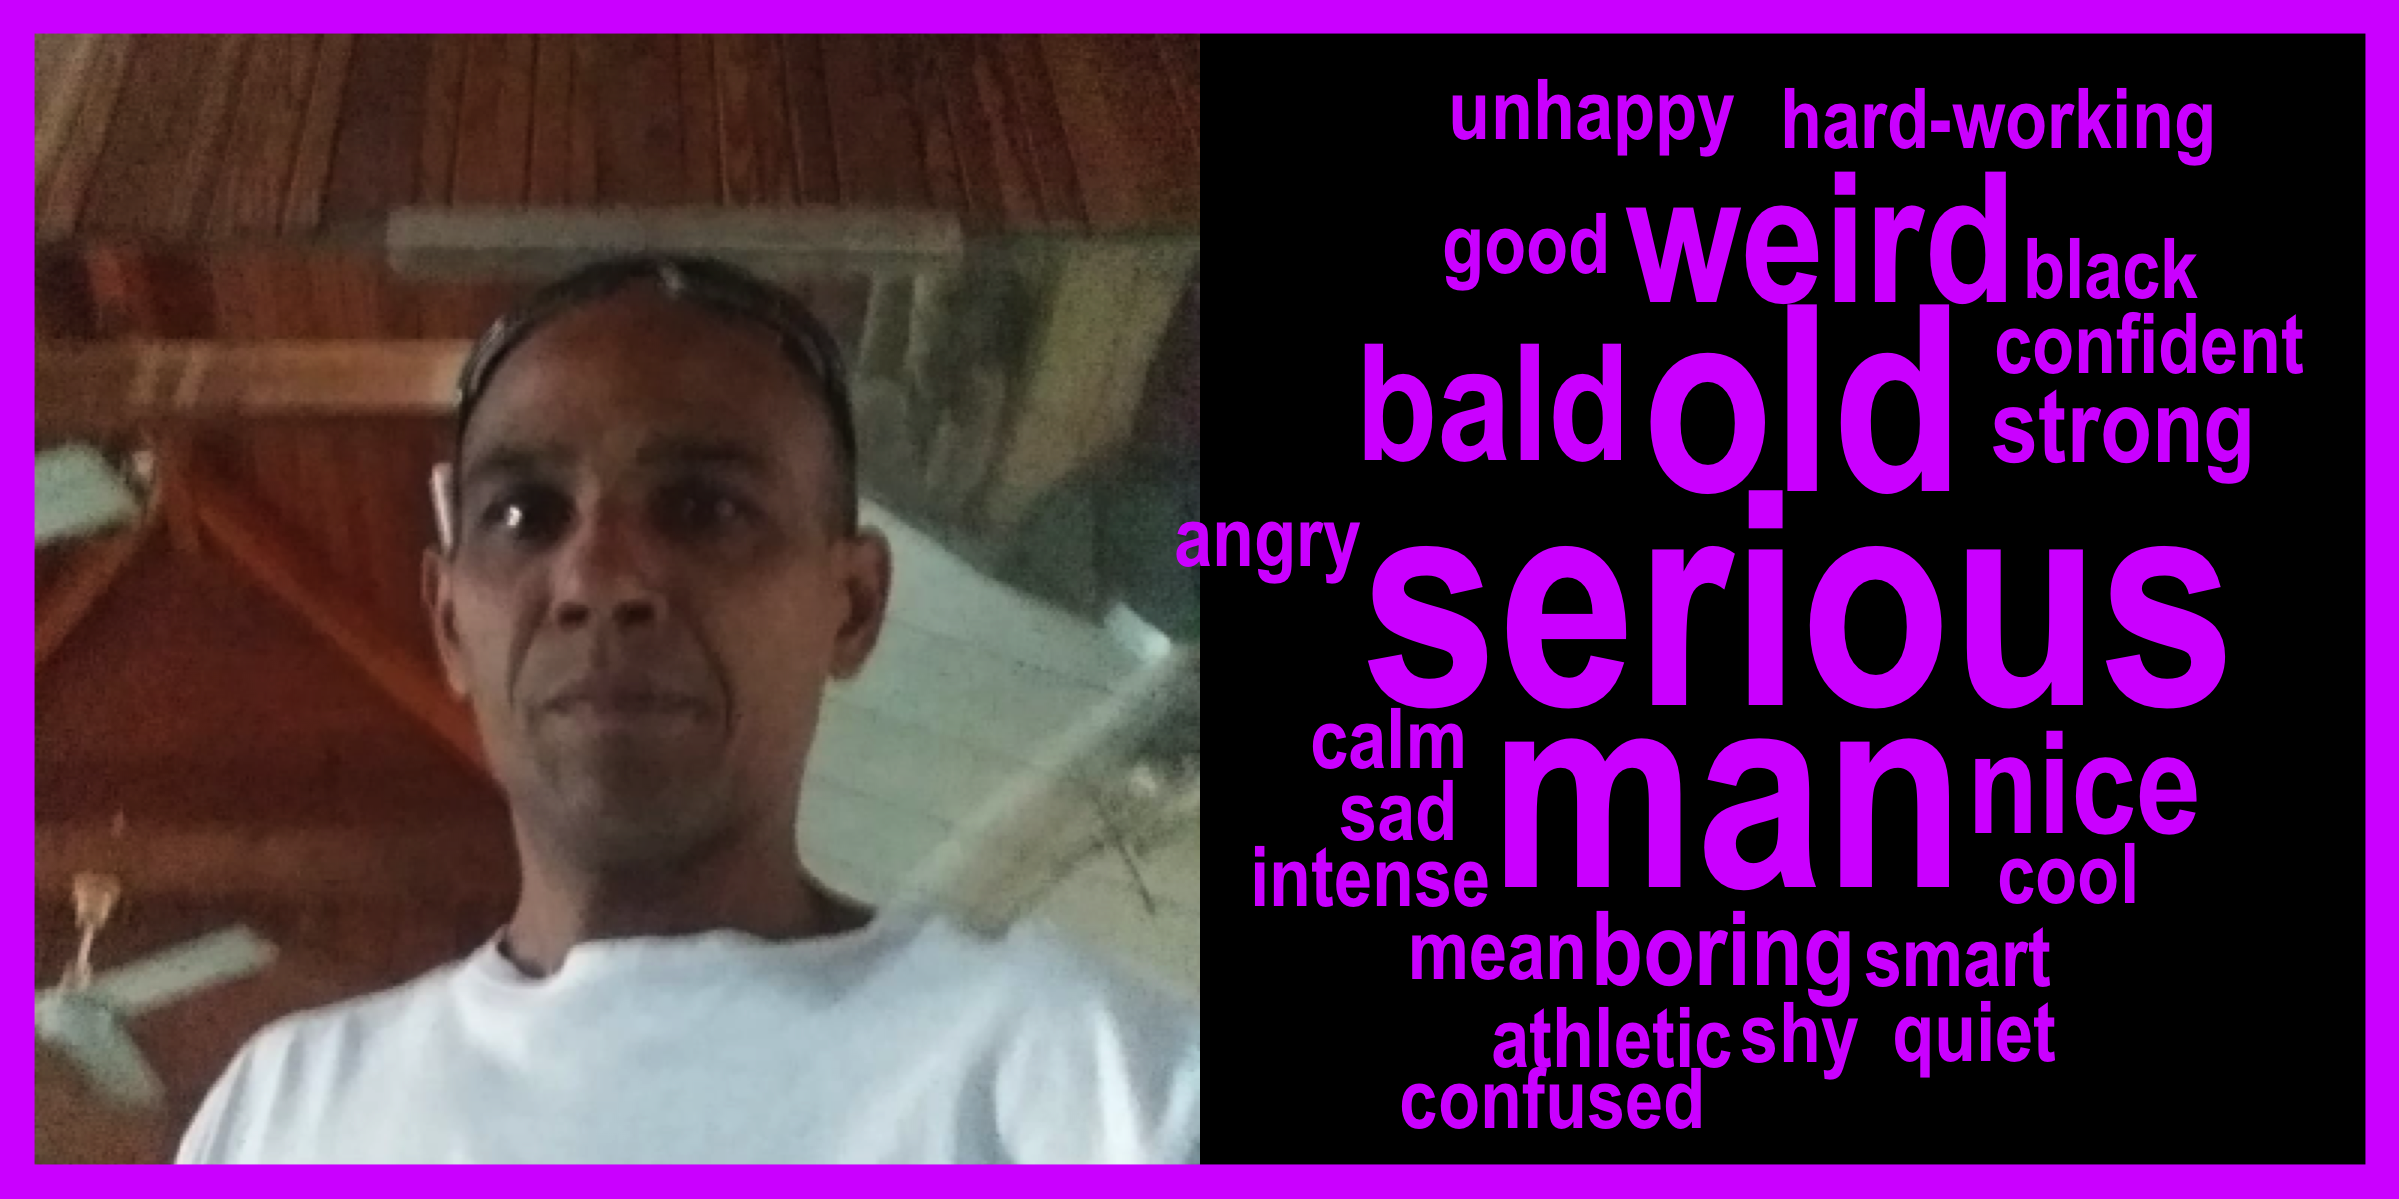 unhappy hard-working
good weird black
bald old confident
strong
angry serious
calm man nice
sad
intense cool
mean boring smart
athletic shy quiet
confused